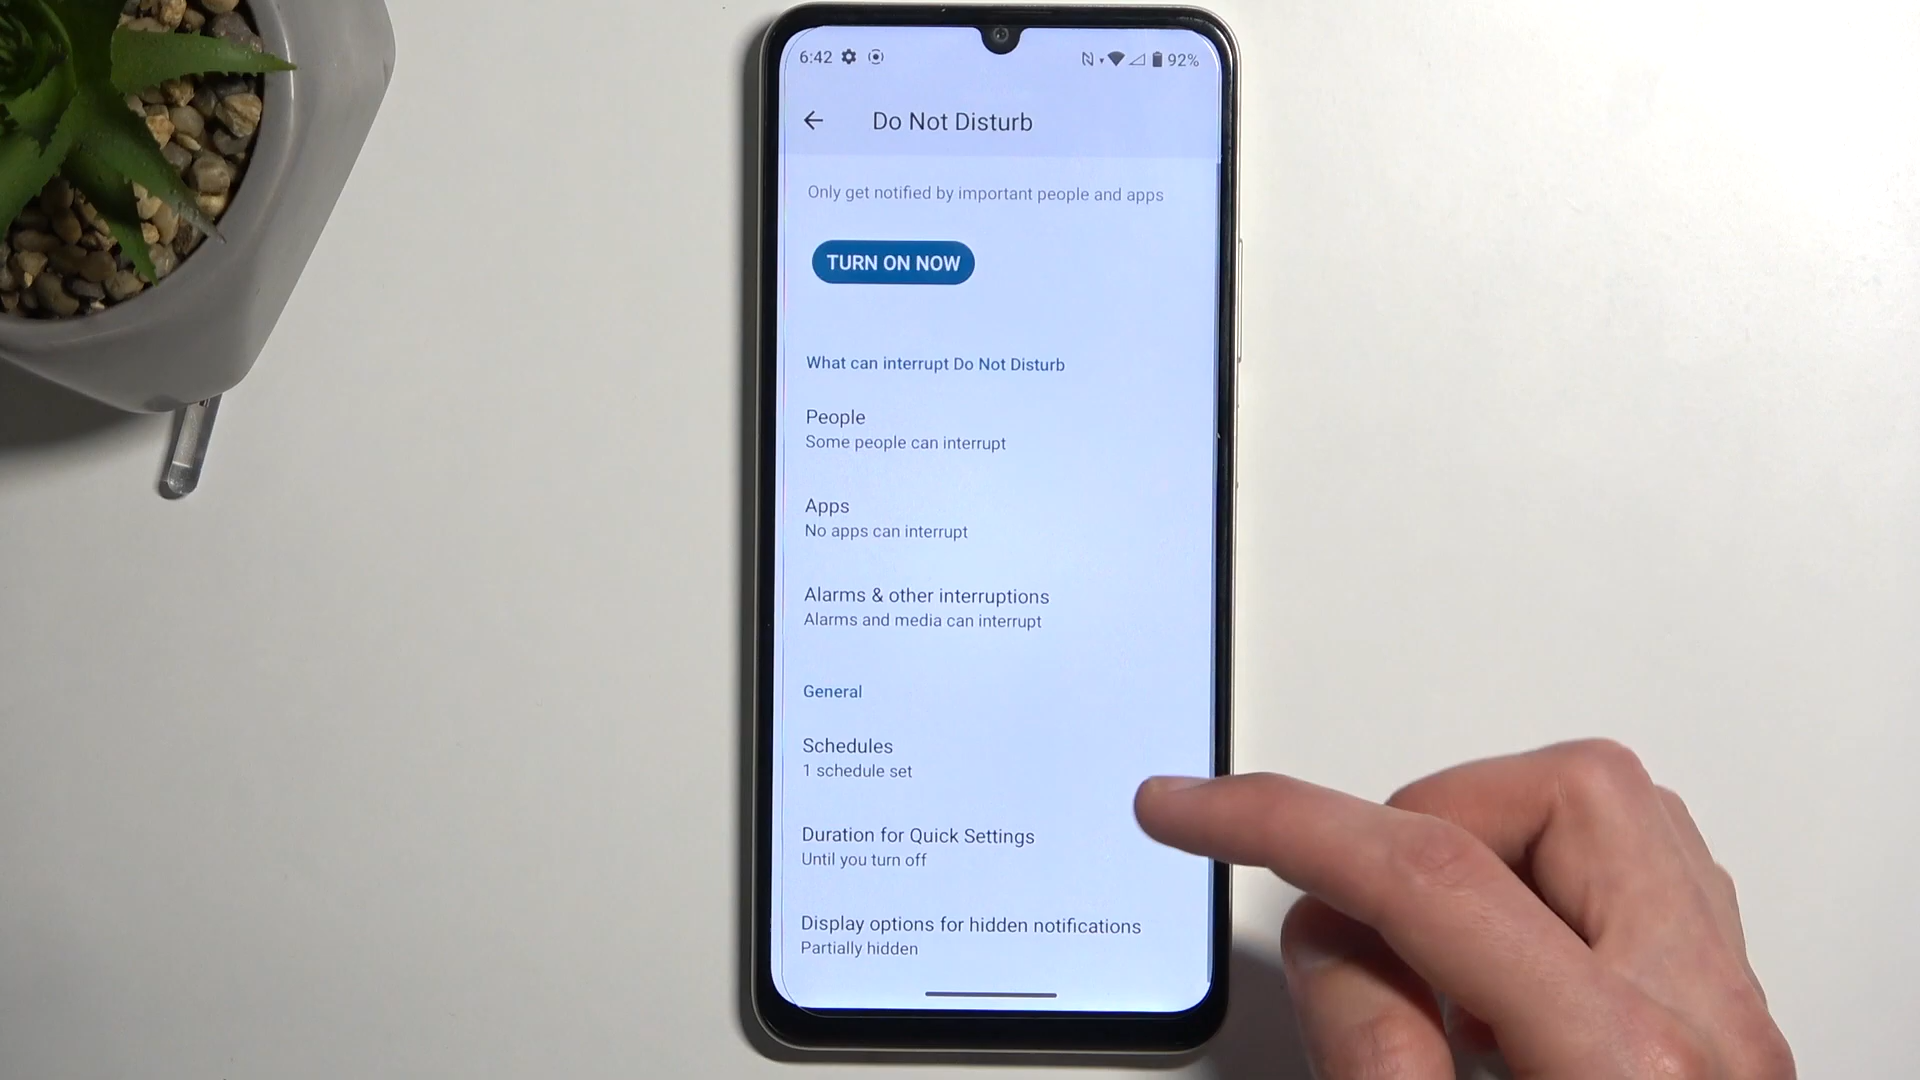 6:42 92%
Do Not Disturb
Only get notified by important people and apps
TURN ON NOW
What can interrupt Do Not Disturb
People
Some people can interrupt
Apps
No apps can interrupt
Alarms & other interruptions
Alarms and media can interrupt
General
Schedules
1 schedule set
Duration for Quick Settings
Until you turn off
Display options for hidden notifications
Partially hidden